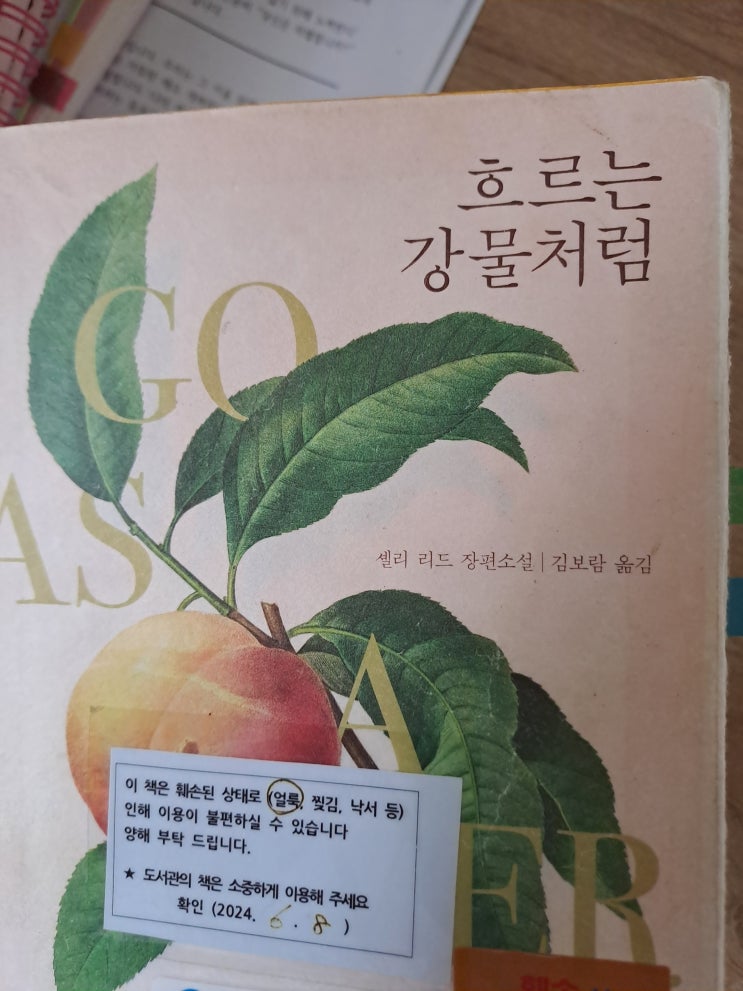 흐르는
강물처럼
GO
AS
셸리 리드 장편소설 | 김보람 옮김
A
ER
이 책은 훼손된 상태로 (얼룩, 찢김, 낙서 등)
인해 이용이 불편하실 수 있습니다
양해 부탁 드립니다.
★ 도서관의 책은 소중하게 이용해 주세요
확인 (2024. 6. 8 )
훼손